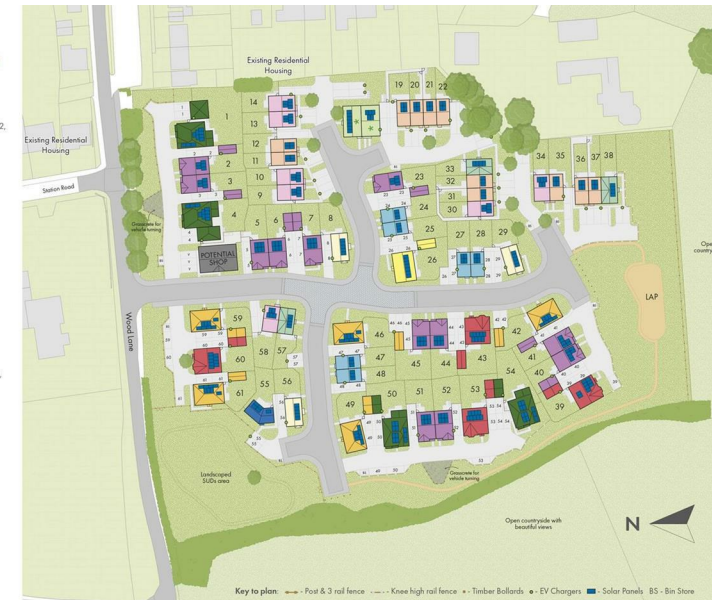 Existing Residential
Housing
2,
Existing Residential
Housing
Station Road
Grasscrete for
vehicle turning
Wood Lane
POTENTIAL
SHOP
1
2
3
4
5
6
7
8
9
10
11
12
13
14
19
20
21
22
23
24
25
26
27
28
29
30
31
32
33
34
35
36
37
38
LAP
Ope
country
59
60
61
58
57
55
56
46
47
48
45
44
43
42
41
40
39
54
53
52
51
50
49
Landscaped
SUDs area
Grasscrete for
vehicle turning
Open countryside with
beautiful views
N
Key to plan: - Post & 3 rail fence - Knee high rail fence - Timber Bollards - EV Chargers - Solar Panels BS - Bin Store